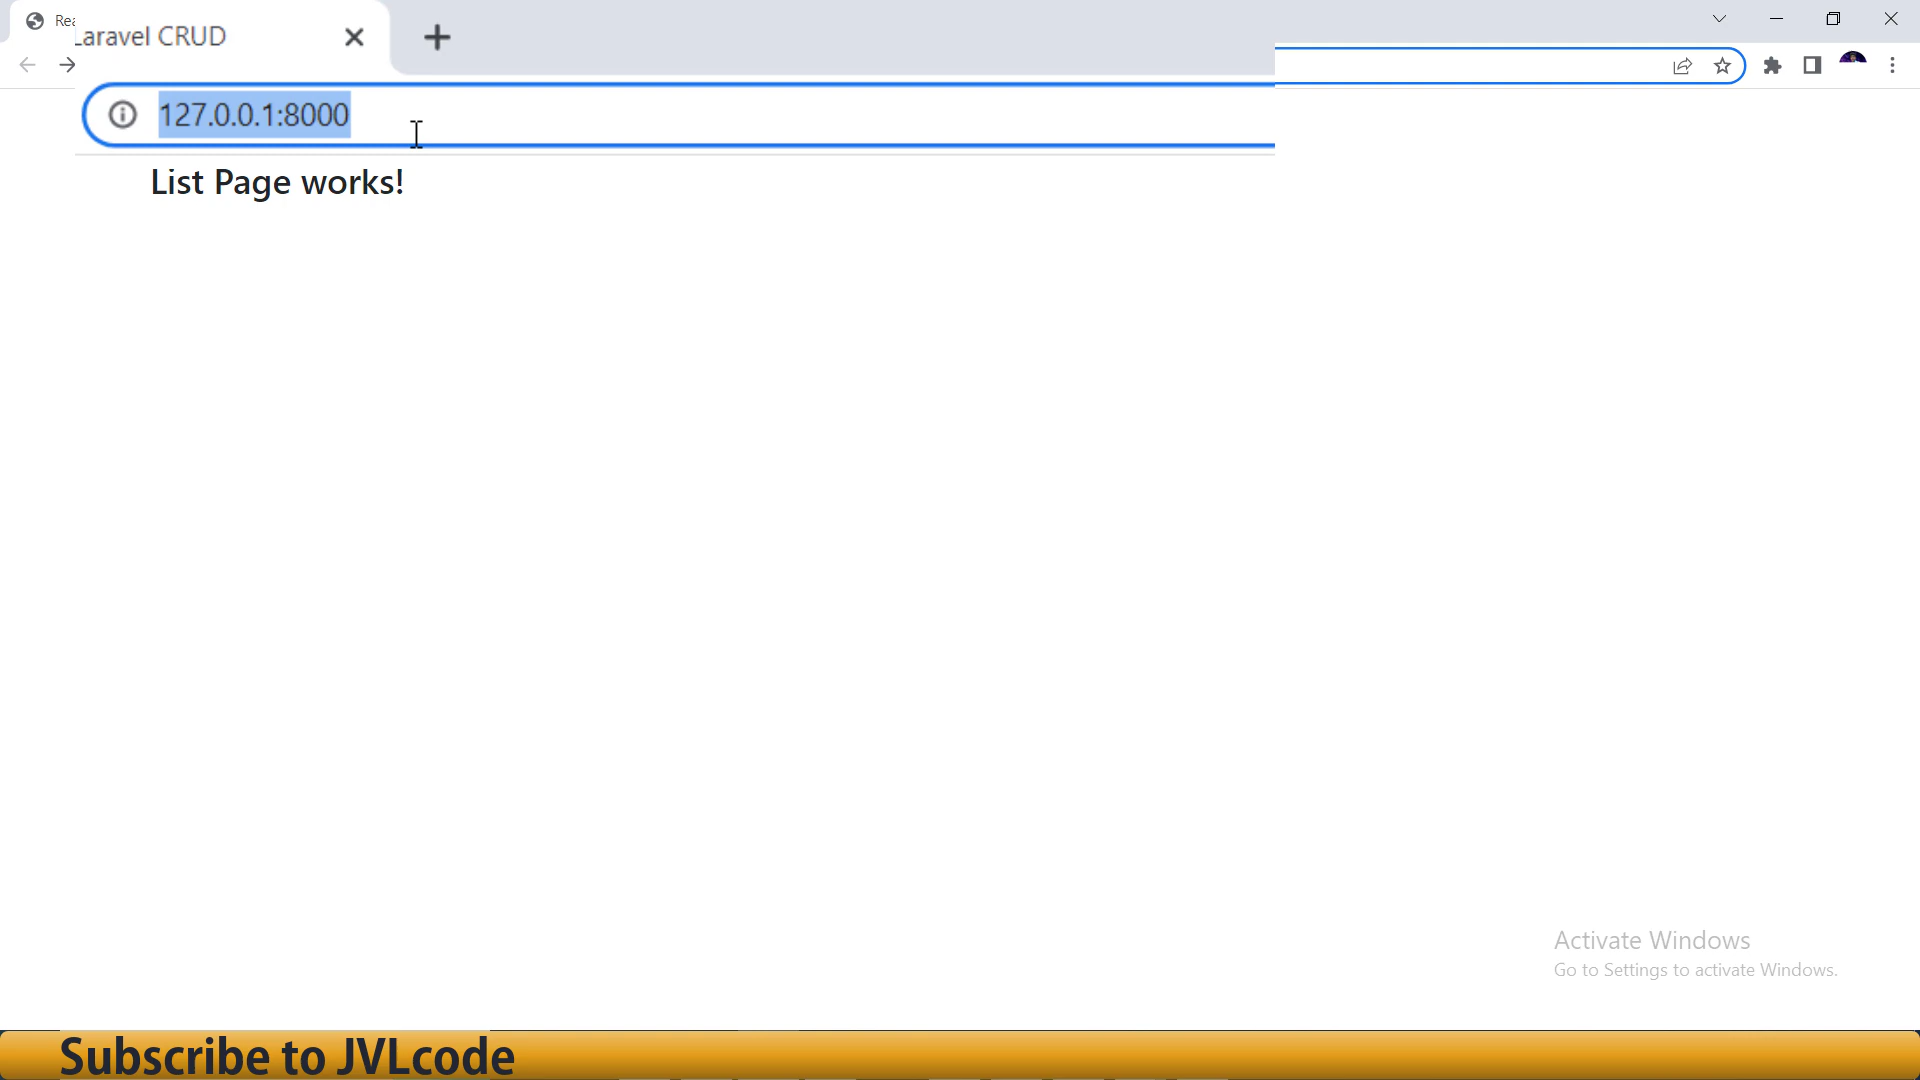 Rea
Laravel CRUD
127.0.0.1:8000
List Page works!
Activate Windows
Go to Settings to activate Windows.
Subscribe to JVLcode